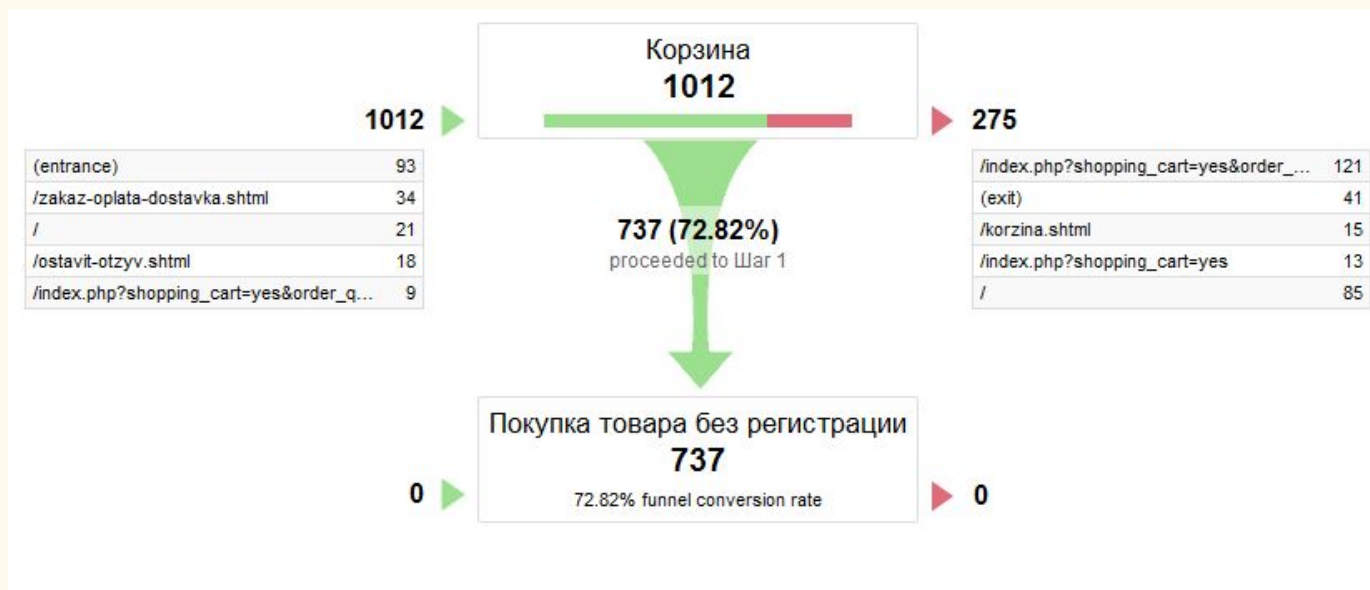 Корзина
1012
1012
275
(entrance) 93
/zakaz-oplata-dostavka.shtml 34
/ 21
/ostavit-otzyv.shtml 18
/index.php?shopping_cart=yes&order_q... 9
/index.php?shopping_cart=yes&order_... 121
(exit) 41
/korzina.shtml 15
/index.php?shopping_cart=yes 13
/ 85
737 (72.82%)
proceeded to Шаг 1
Покупка товара без регистрации
737
72.82% funnel conversion rate
0
0